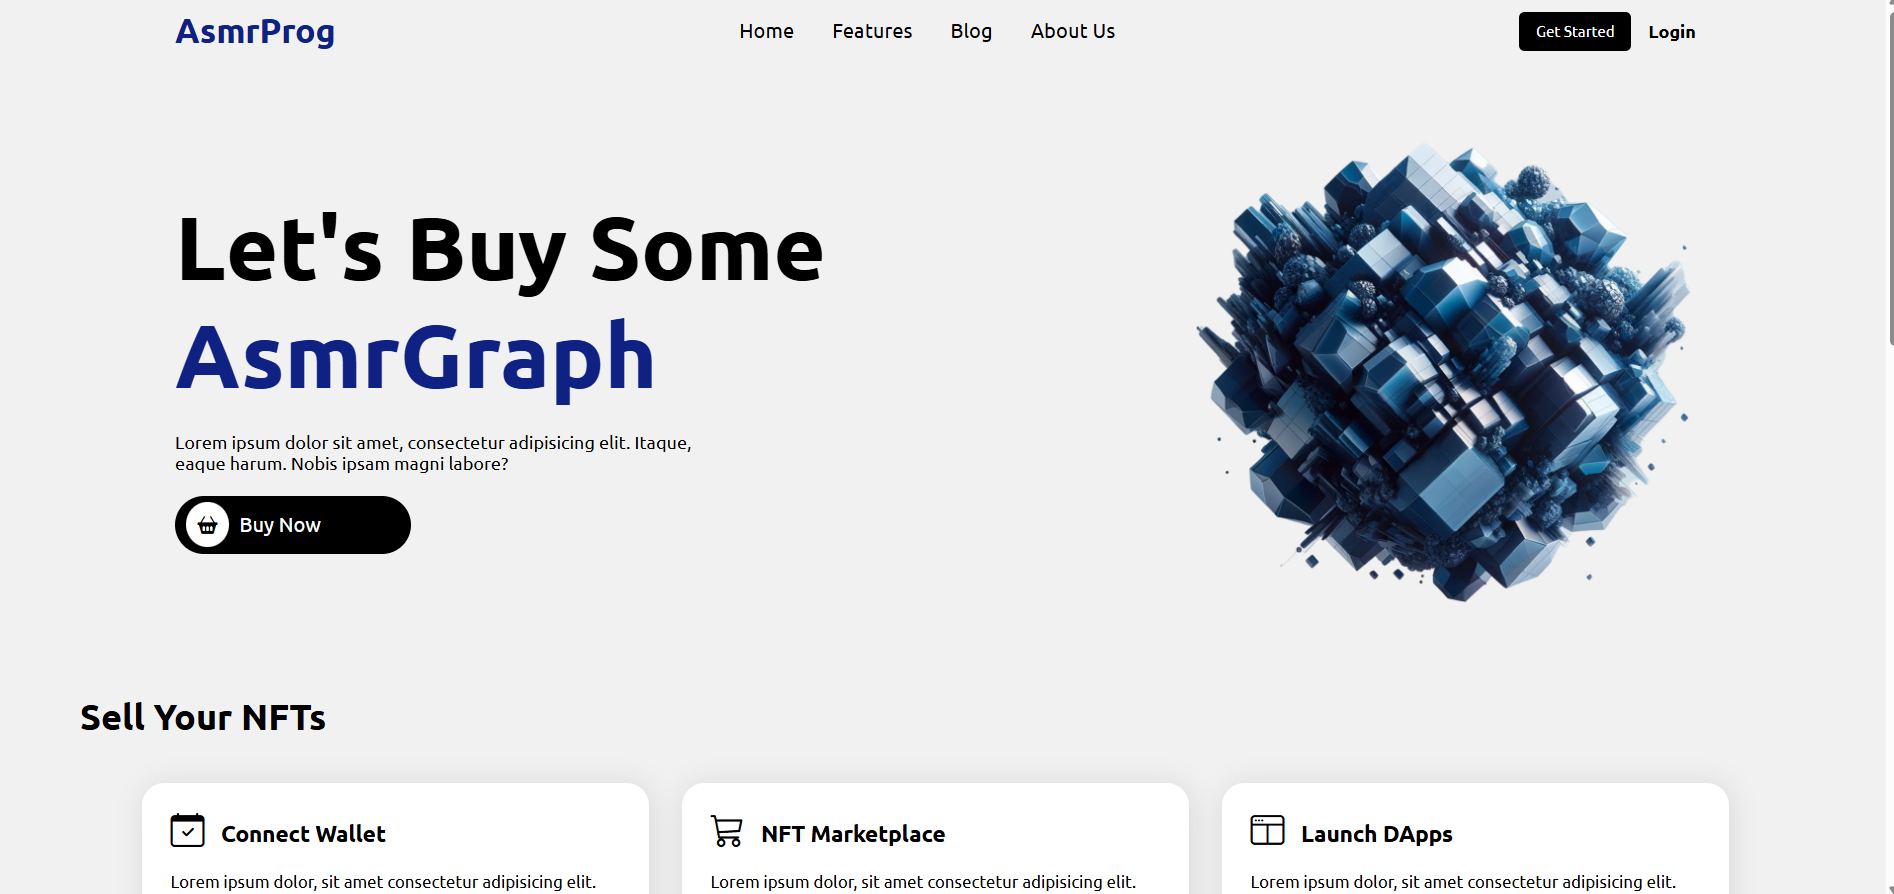 AsmrProg
Home
Features
Blog
About Us
Get Started
Login
Let's Buy Some
AsmrGraph
Lorem ipsum dolor sit amet, consectetur adipisicing elit. Itaque,
eaque harum. Nobis ipsam magni labore?
Buy Now
Sell Your NFTs
Connect Wallet
Lorem ipsum dolor, sit amet consectetur adipisicing elit.
NFT Marketplace
Lorem ipsum dolor, sit amet consectetur adipisicing elit.
Launch DApps
Lorem ipsum dolor, sit amet consectetur adipisicing elit.